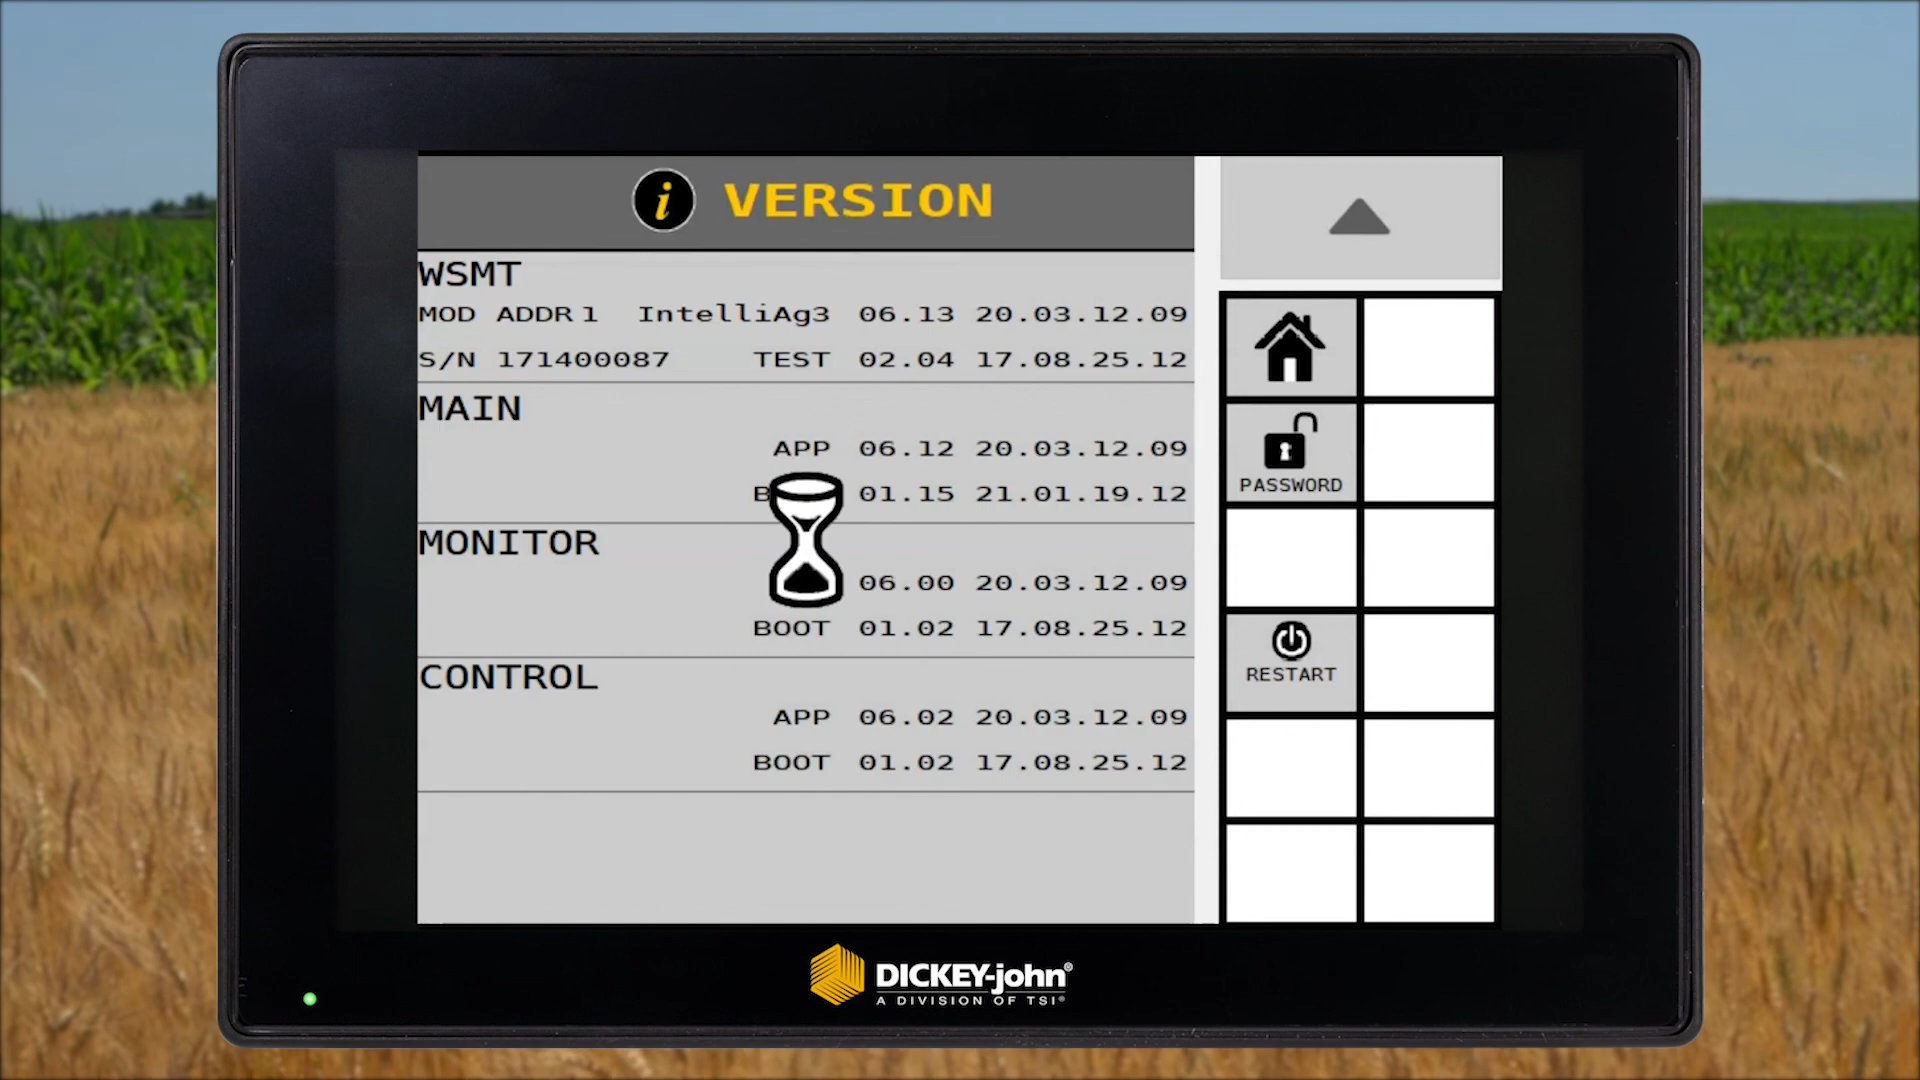 i VERSION
WSMT
MOD ADDR 1 IntelliAg3 06.13 20.03.12.09
S/N 171400087 TEST 02.04 17.08.25.12
MAIN
APP 06.12 20.03.12.09
01.15 21.01.19.12
MONITOR
06.00 20.03.12.09
BOOT 01.02 17.08.25.12
CONTROL
APP 06.02 20.03.12.09
BOOT 01.02 17.08.25.12
PASSWORD
RESTART
DICKEY-john®
A DIVISION OF TSI®